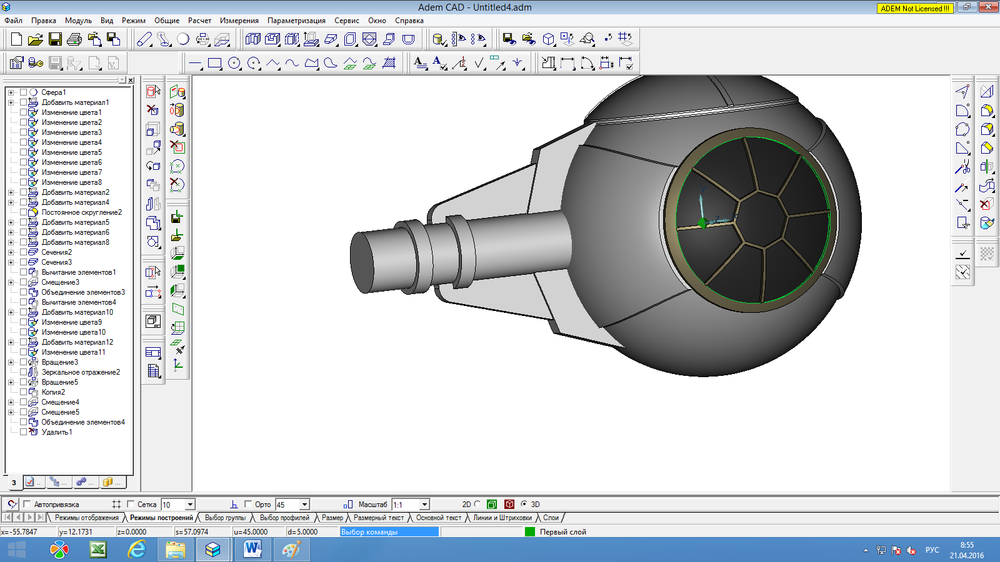 Adem CAD - Untitled4.adm
ADEM Not Licensed !!!
Файл Правка Модуль Вид Режим Общие Расчет Измерения Параметризация Сервис Окно Справка
Сфера1
Добавить материал1
Изменение цвета1
Изменение цвета2
Изменение цвета3
Изменение цвета4
Изменение цвета5
Изменение цвета6
Изменение цвета7
Изменение цвета8
Добавить материал2
Добавить материал4
Постоянное скругление2
Добавить материал5
Добавить материал6
Добавить материал8
Сечения2
Сечения3
Вычитание элементов1
Смещение3
Объединение элементов3
Вычитание элементов4
Добавить материал10
Изменение цвета9
Изменение цвета10
Добавить материал12
Изменение цвета11
Вращение3
Зеркальное отражение2
Вращение5
Копия2
Смещение4
Смещение5
Объединение элементов4
Удалить1
Y
Z
3 .. ... ... ...
Автопривязка Сетка 10 Орто 45 Масштаб 1:1 2D 3D
Режимы отображения Режимы построений Выбор группы Выбор профилей Размер Размерный текст Основной текст Линии и Штриховки Слои
x=-55.7847 y=12.1731 z=0.0000 s=57.0974 u=45.0000 d=5.0000 Выбор команды Первый слой
РУС
8:55
21.04.2016